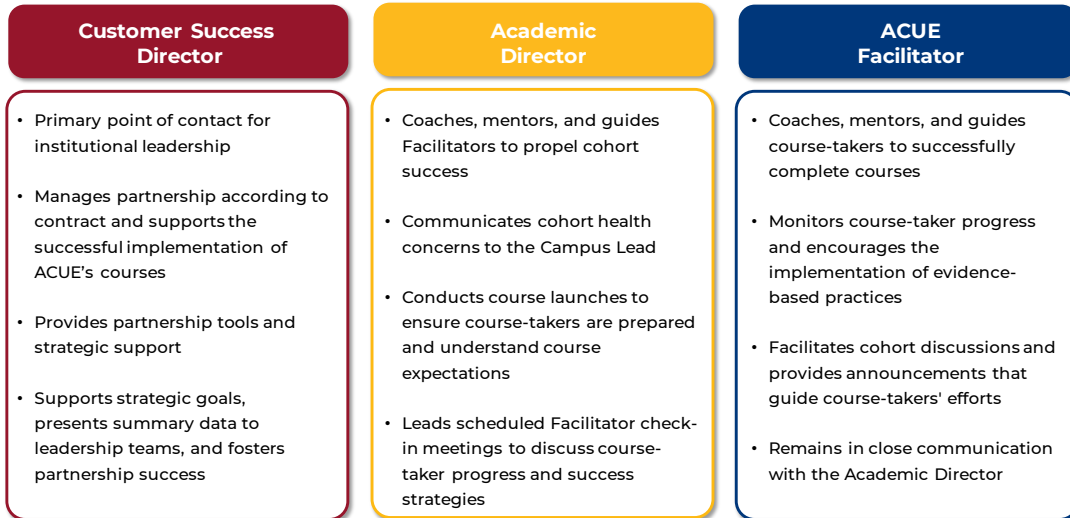 Customer Success
Director
• Primary point of contact for
institutional leadership
• Manages partnership according to
contract and supports the
successful implementation of
ACUE's courses
• Provides partnership tools and
strategic support
• Supports strategic goals,
presents summary data to
leadership teams, and fosters
partnership success
Academic
Director
• Coaches, mentors, and guides
Facilitators to propel cohort
success
• Communicates cohort health
concerns to the Campus Lead
• Conducts course launches to
ensure course-takers are prepared
and understand course
expectations
• Leads scheduled Facilitator check-
in meetings to discuss course-
taker progress and success
strategies
ACUE
Facilitator
• Coaches, mentors, and guides
course-takers to successfully
complete courses
• Monitors course-taker progress
and encourages the
implementation of evidence-
based practices
• Facilitates cohort discussions and
provides announcements that
guide course-takers' efforts
• Remains in close communication
with the Academic Director